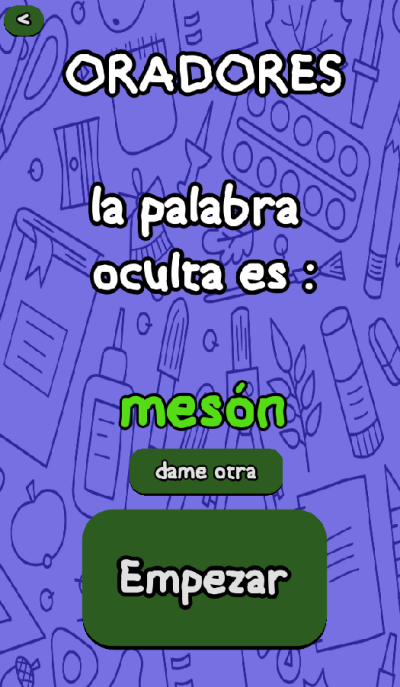 <
ORADORES
la palabra
oculta es :
mesón
dame otra
Empezar